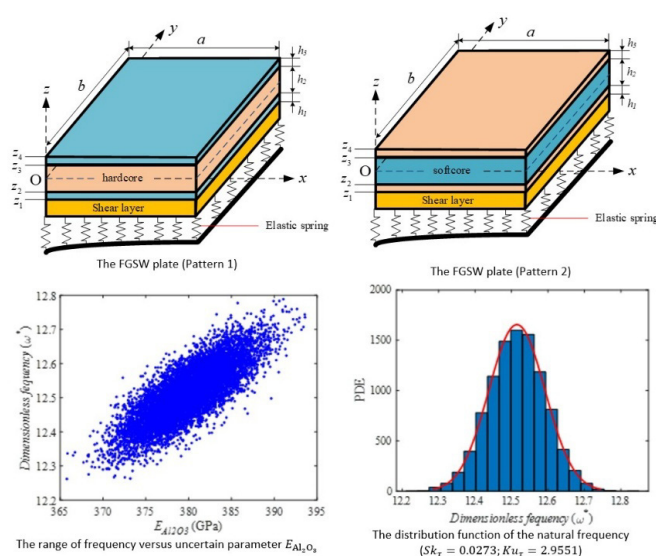 y
a
b
z
h3
h2
h1
z4
z3
O
hardcore
x
z2
z1
Shear layer
Elastic spring
The FGSW plate (Pattern 1)
y
a
b
z
h3
h2
h1
z4
z3
O
softcore
x
z2
z1
Shear layer
Elastic spring
The FGSW plate (Pattern 2)
12.8
12.7
12.6
12.5
12.4
12.3
12.2
Dimensionless fequency (ω*)
365 370 375 380 385 390 395
E_Al2O3 (GPa)
The range of frequency versus uncertain parameter E_Al₂O₃
2000
1500
1000
500
0
PDE
12.2 12.3 12.4 12.5 12.6 12.7 12.8
Dimensionless fequency (ω*)
The distribution function of the natural frequency
(Sk_r = 0.0273; Ku_r = 2.9551)